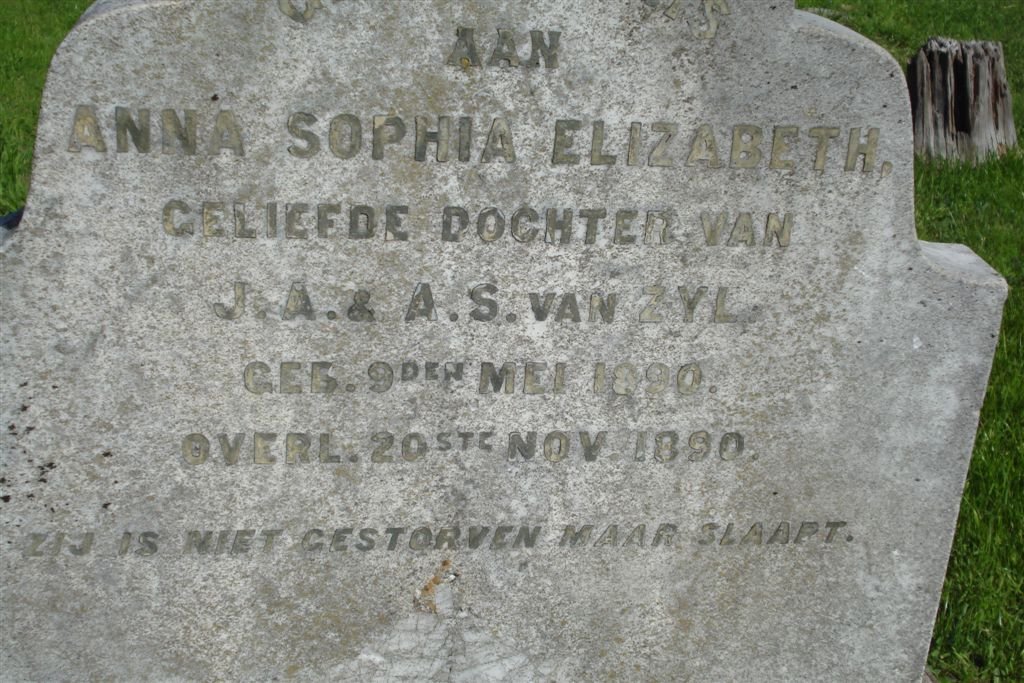 AAN
ANNA SOPHIA ELIZABETH,
GELIEFDE DOCHTER VAN
J. A. & A. S. VAN ZYL.
GEB. 9DEN MEI 1890.
OVERL. 20STE NOV. 1890.
ZIJ IS NIET GESTORVEN MAAR SLAAPT.